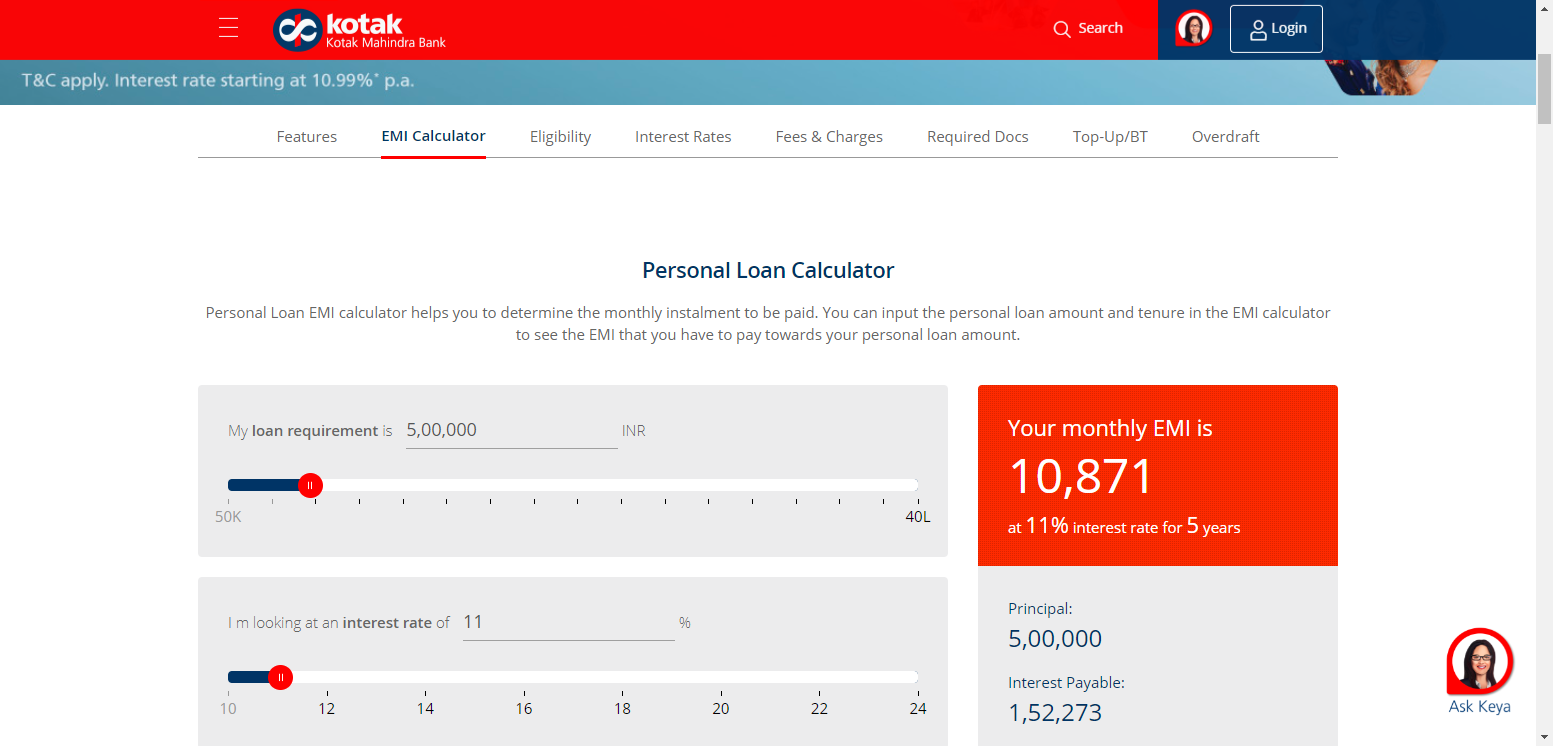 kotak
Kotak Mahindra Bank
Search
Login
T&C apply. Interest rate starting at 10.99%* p.a.
Features EMI Calculator Eligibility Interest Rates Fees & Charges Required Docs Top-Up/BT Overdraft
Personal Loan Calculator
Personal Loan EMI calculator helps you to determine the monthly instalment to be paid. You can input the personal loan amount and tenure in the EMI calculator
to see the EMI that you have to pay towards your personal loan amount.
My loan requirement is 5,00,000 INR
50K 40L
I m looking at an interest rate of 11 %
10 12 14 16 18 20 22 24
Your monthly EMI is
10,871
at 11% interest rate for 5 years
Principal:
5,00,000
Interest Payable:
1,52,273
Ask Keya